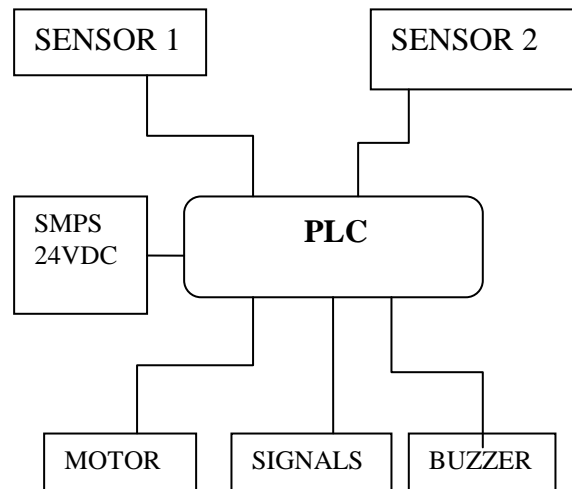 SENSOR 1
SENSOR 2
SMPS
24VDC
PLC
MOTOR
SIGNALS
BUZZER